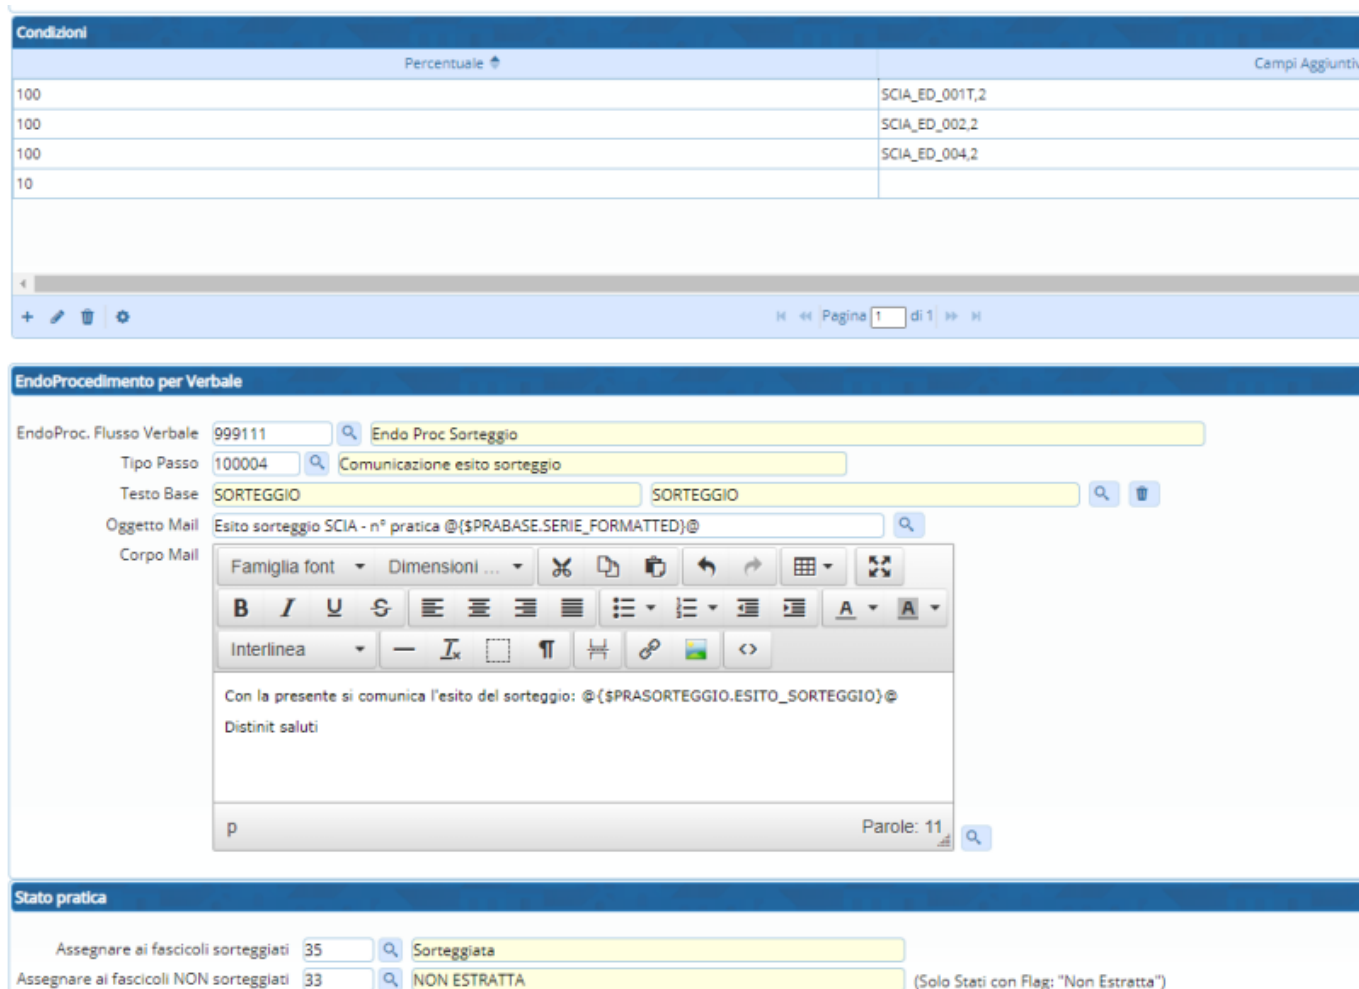 Condizioni
Percentuale Campi Aggiuntiv
100 SCIA_ED_001T,2
100 SCIA_ED_002,2
100 SCIA_ED_004,2
10
Pagina 1 di 1
EndoProcedimento per Verbale
EndoProc. Flusso Verbale 999111 Endo Proc Sorteggio
Tipo Passo 100004 Comunicazione esito sorteggio
Testo Base SORTEGGIO SORTEGGIO
Oggetto Mail Esito sorteggio SCIA - n° pratica @{$PRABASE.SERIE_FORMATTED}@
Corpo Mail
Famiglia font Dimensioni ...
B I U S A A
Interlinea
Con la presente si comunica l'esito del sorteggio: @{$PRASORTEGGIO.ESITO_SORTEGGIO}@
Distinit saluti
p Parole: 11
Stato pratica
Assegnare ai fascicoli sorteggiati 35 Sorteggiata
Assegnare ai fascicoli NON sorteggiati 33 NON ESTRATTA (Solo Stati con Flag: "Non Estratta")